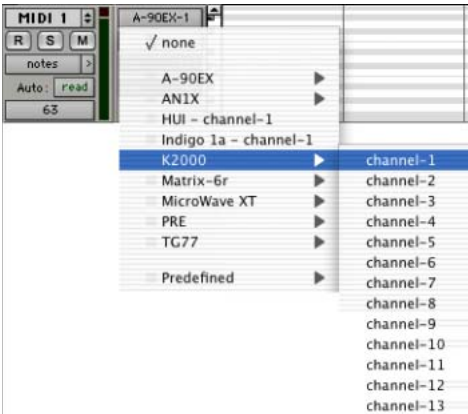 MIDI 1
A-90EX-1
R S M
notes >
Auto: read
63
√ none
A-90EX
AN1X
HUI - channel-1
Indigo 1a - channel-1
K2000
Matrix-6r
MicroWave XT
PRE
TG77
Predefined
channel-1
channel-2
channel-3
channel-4
channel-5
channel-6
channel-7
channel-8
channel-9
channel-10
channel-11
channel-12
channel-13